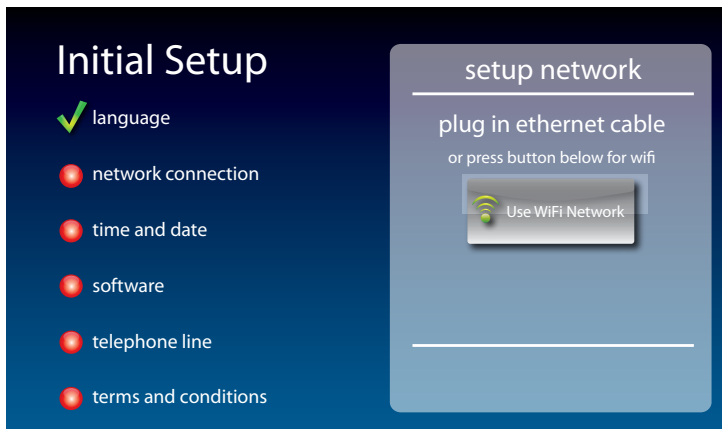 Initial Setup
language
network connection
time and date
software
telephone line
terms and conditions
setup network
plug in ethernet cable
or press button below for wifi
Use WiFi Network